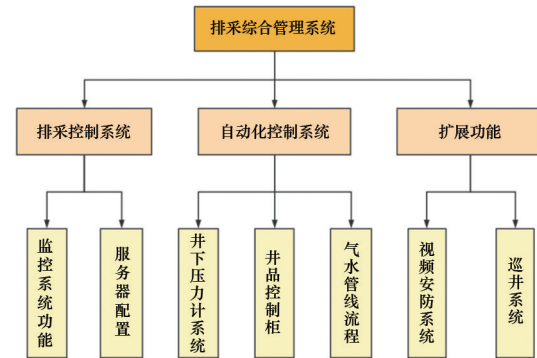 排采综合管理系统
排采控制系统
自动化控制系统
扩展功能
监控系统功能
服务器配置
井下压力计系统
井品控制柜
气水管线流程
视频安防系统
巡井系统